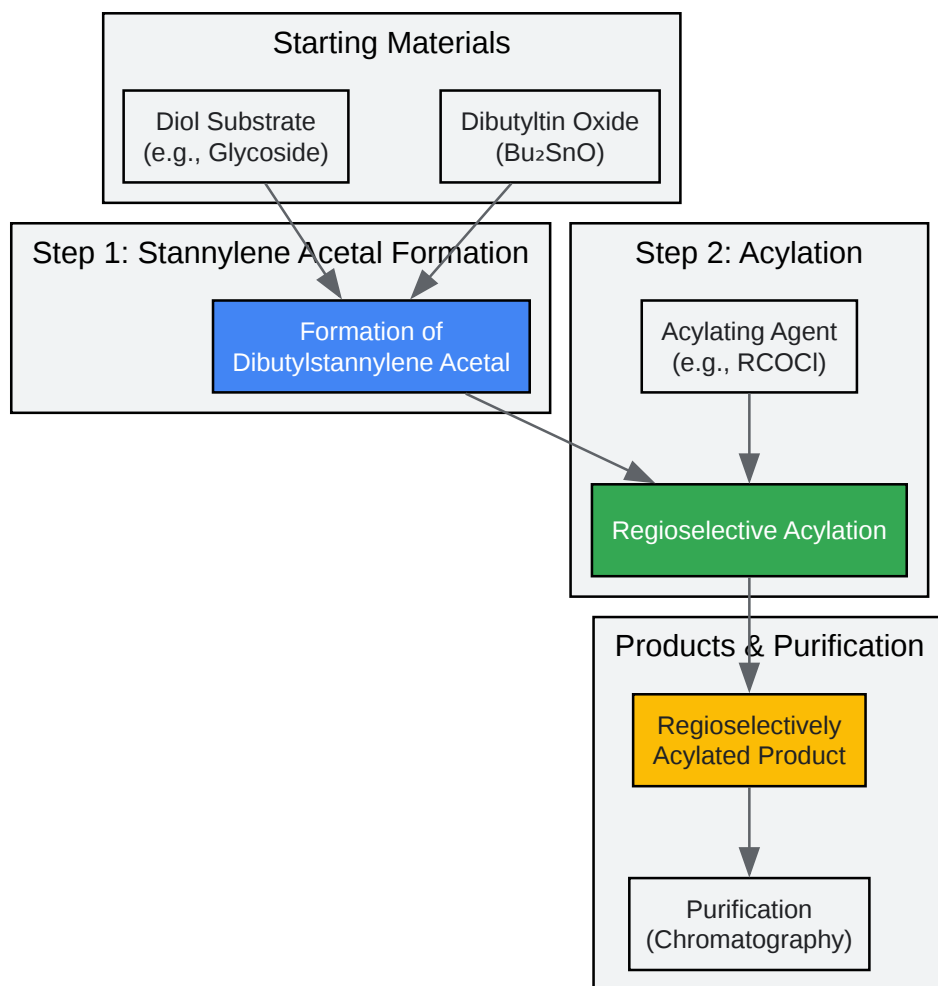 Starting Materials
Diol Substrate
(e.g., Glycoside)
Dibutyltin Oxide
(Bu₂SnO)
Step 1: Stannylene Acetal Formation
Formation of
Dibutylstannylene Acetal
Step 2: Acylation
Acylating Agent
(e.g., RCOCl)
Regioselective Acylation
Products & Purification
Regioselectively
Acylated Product
Purification
(Chromatography)